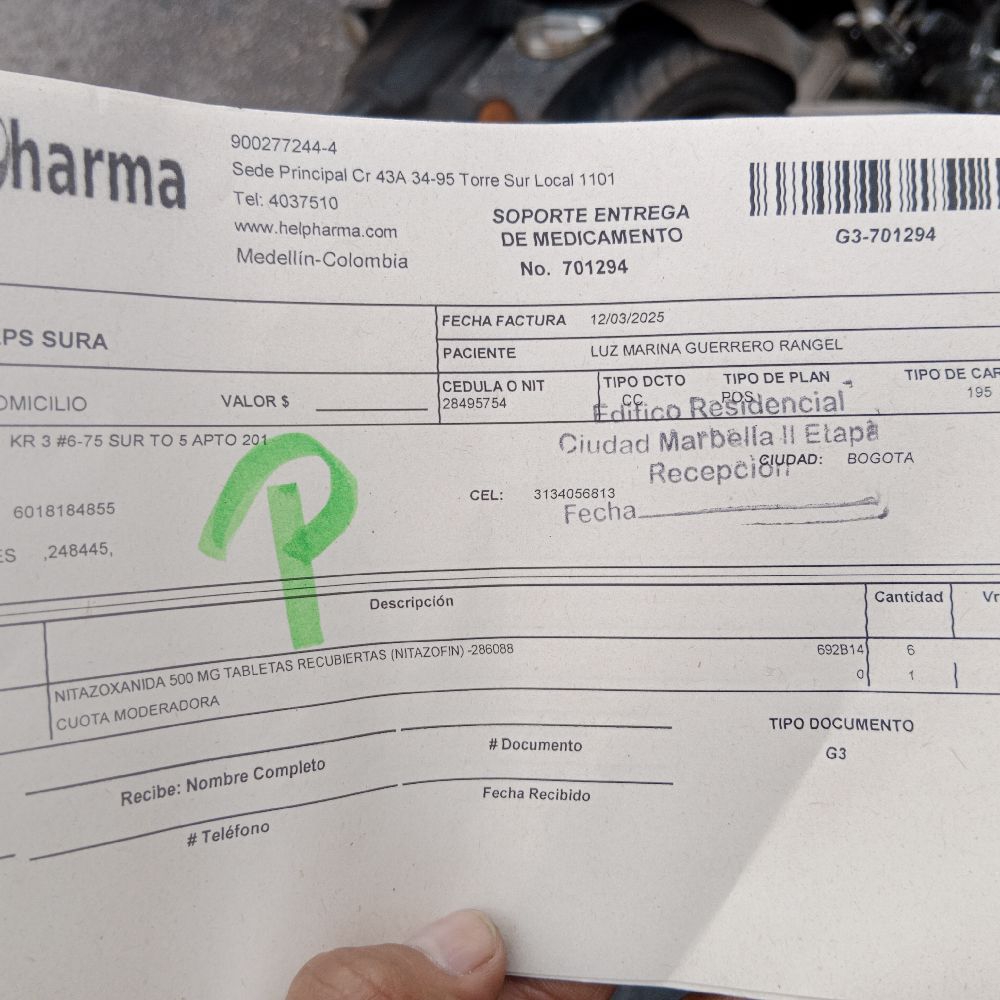 harma
900277244-4
Sede Principal Cr 43A 34-95 Torre Sur Local 1101
Tel: 4037510
www.helpharma.com
Medellín-Colombia
SOPORTE ENTREGA
DE MEDICAMENTO
No. 701294
G3-701294
PS SURA
FECHA FACTURA 12/03/2025
PACIENTE LUZ MARINA GUERRERO RANGEL
OMICILIO VALOR $
CEDULA O NIT TIPO DCTO TIPO DE PLAN TIPO DE CAR
28495754 CC POS 195
Edifico Residencial
Ciudad Marbella II Etapa
Recepción
Fecha
KR 3 #6-75 SUR TO 5 APTO 201
CIUDAD: BOGOTA
6018184855 CEL: 3134056813
ES ,248445,
P
Descripción Cantidad Vr
NITAZOXANIDA 500 MG TABLETAS RECUBIERTAS (NITAZOFIN) -286088 692B14 6
CUOTA MODERADORA 0 1
Recibe: Nombre Completo # Documento TIPO DOCUMENTO
G3
# Teléfono Fecha Recibido